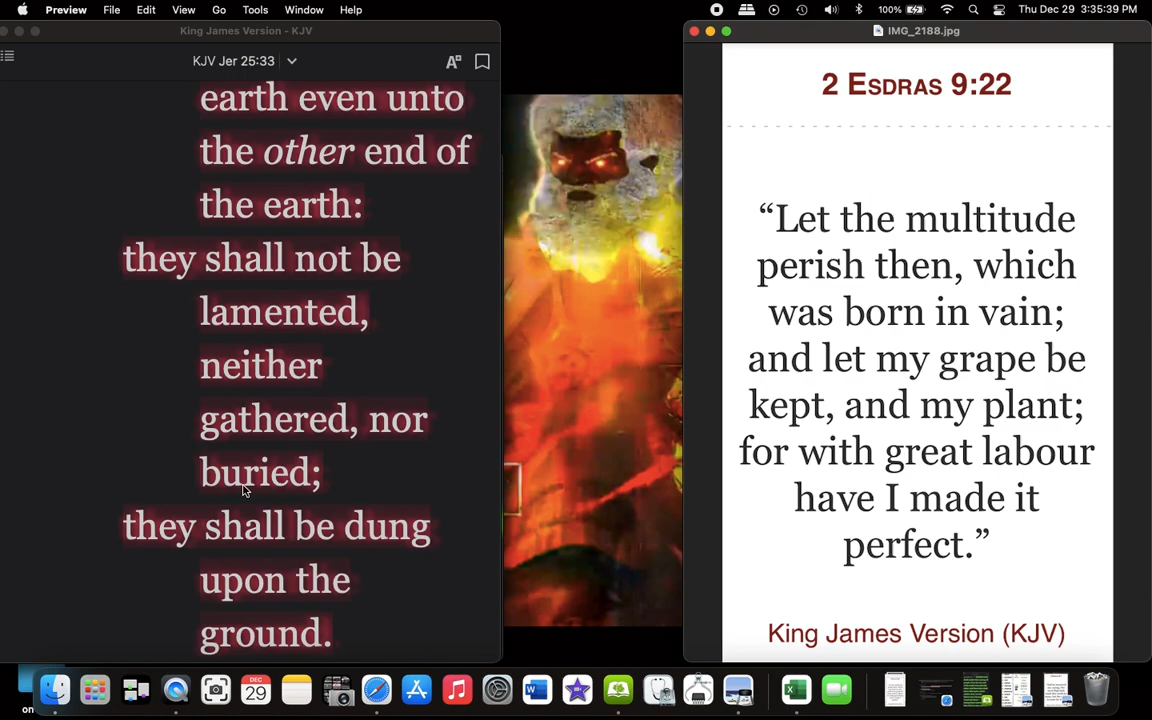 Preview File Edit View Go Tools Window Help 100% Thu Dec 29 3:35:39 PM
King James Version - KJV
KJV Jer 25:33
earth even unto
the other end of
the earth:
they shall not be
lamented,
neither
gathered, nor
buried;
they shall be dung
upon the
ground.
IMG_2188.jpg
2 Esdras 9:22
“Let the multitude
perish then, which
was born in vain;
and let my grape be
kept, and my plant;
for with great labour
have I made it
perfect.”
King James Version (KJV)
on
DEC
29